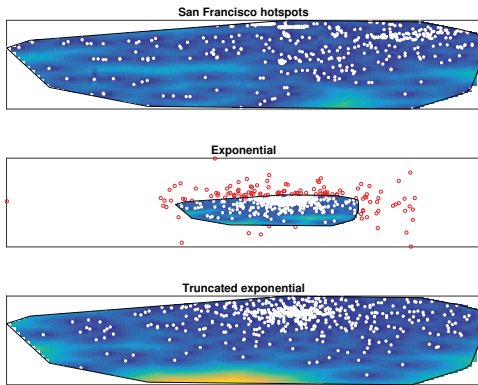 San Francisco hotspots
Exponential
Truncated exponential